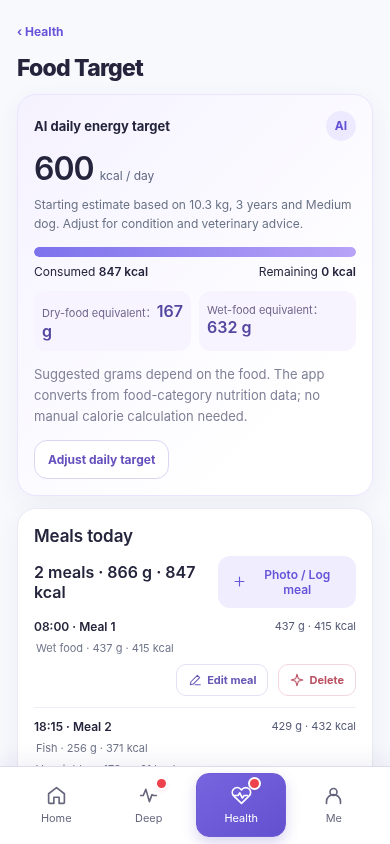 ‹ Health
Food Target
AI daily energy target
AI
600 kcal / day
Starting estimate based on 10.3 kg, 3 years and Medium
dog. Adjust for condition and veterinary advice.
Consumed 847 kcal
Remaining 0 kcal
Dry-food equivalent: 167
g
Wet-food equivalent:
632 g
Suggested grams depend on the food. The app
converts from food-category nutrition data; no
manual calorie calculation needed.
Adjust daily target
Meals today
2 meals · 866 g · 847
kcal
Photo / Log
meal
08:00 · Meal 1
437 g · 415 kcal
Wet food · 437 g · 415 kcal
Edit meal
Delete
18:15 · Meal 2
429 g · 432 kcal
Fish · 256 g · 371 kcal
Home
Deep
Health
Me